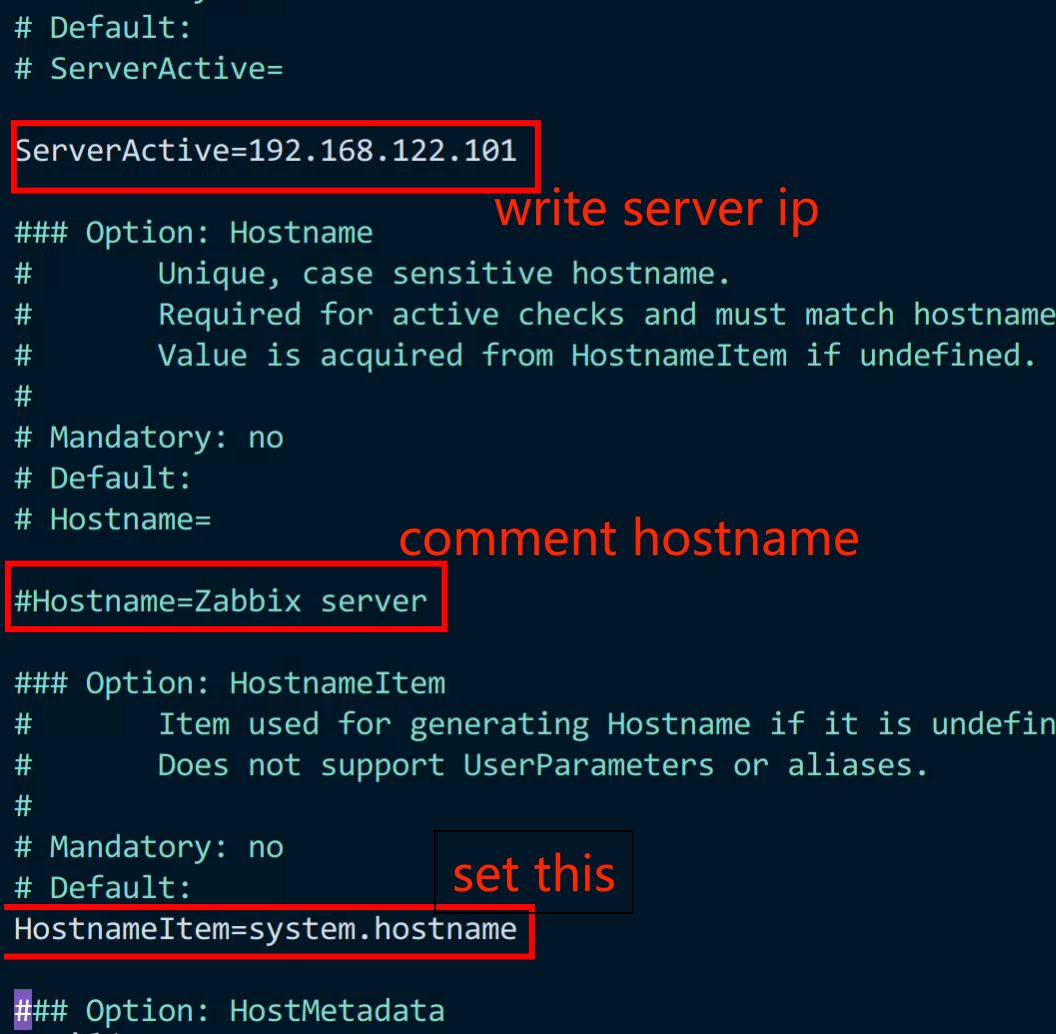 # Default:
# ServerActive=
ServerActive=192.168.122.101
write server ip
### Option: Hostname
#       Unique, case sensitive hostname.
#       Required for active checks and must match hostname
#       Value is acquired from HostnameItem if undefined.
#
# Mandatory: no
# Default:
# Hostname=
comment hostname
#Hostname=Zabbix server
### Option: HostnameItem
#       Item used for generating Hostname if it is undefin
#       Does not support UserParameters or aliases.
#
# Mandatory: no
set this
# Default:
HostnameItem=system.hostname
### Option: HostMetadata